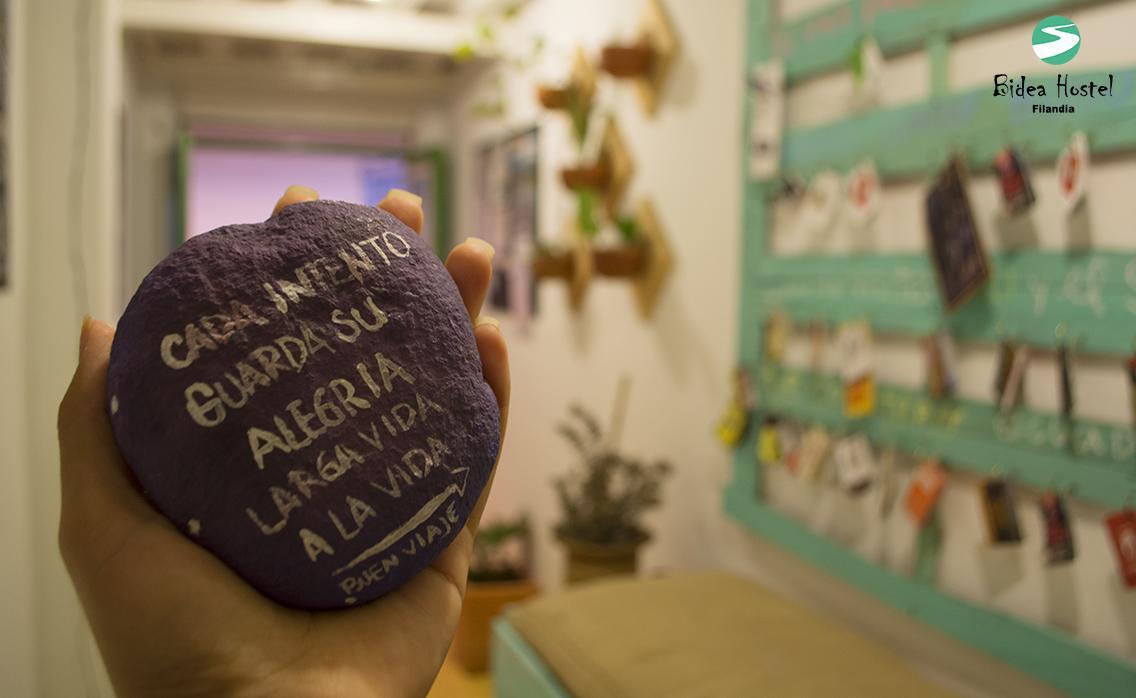 CADA INTENTO
GUARDA SU
ALEGRIA
LARGA VIDA
A LA VIDA
BUEN VIAJE
Bidea Hostel
Filandia